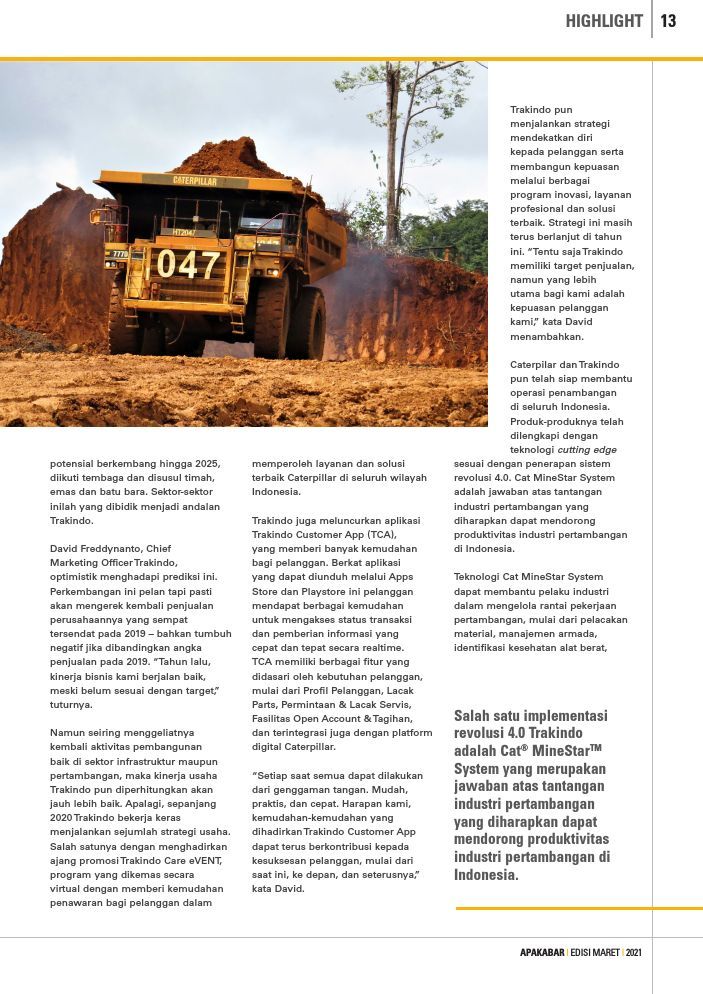 HIGHLIGHT 13
CATERPILLAR
HT2047
777D
047
potensial berkembang hingga 2025,
diikuti tembaga dan disusul timah,
emas dan batu bara. Sektor-sektor
inilah yang dibidik menjadi andalan
Trakindo.
David Freddynanto, Chief
Marketing Officer Trakindo,
optimistik menghadapi prediksi ini.
Perkembangan ini pelan tapi pasti
akan mengerek kembali penjualan
perusahaannya yang sempat
tersendat pada 2019 – bahkan tumbuh
negatif jika dibandingkan angka
penjualan pada 2019. “Tahun lalu,
kinerja bisnis kami berjalan baik,
meski belum sesuai dengan target,”
tuturnya.
Namun seiring menggeliatnya
kembali aktivitas pembangunan
baik di sektor infrastruktur maupun
pertambangan, maka kinerja usaha
Trakindo pun diperhitungkan akan
jauh lebih baik. Apalagi, sepanjang
2020 Trakindo bekerja keras
menjalankan sejumlah strategi usaha.
Salah satunya dengan menghadirkan
ajang promosi Trakindo Care eVENT,
program yang dikemas secara
virtual dengan memberi kemudahan
penawaran bagi pelanggan dalam
memperoleh layanan dan solusi
terbaik Caterpillar di seluruh wilayah
Indonesia.
Trakindo juga meluncurkan aplikasi
Trakindo Customer App (TCA),
yang memberi banyak kemudahan
bagi pelanggan. Berkat aplikasi
yang dapat diunduh melalui Apps
Store dan Playstore ini pelanggan
mendapat berbagai kemudahan
untuk mengakses status transaksi
dan pemberian informasi yang
cepat dan tepat secara realtime.
TCA memiliki berbagai fitur yang
didasari oleh kebutuhan pelanggan,
mulai dari Profil Pelanggan, Lacak
Parts, Permintaan & Lacak Servis,
Fasilitas Open Account & Tagihan,
dan terintegrasi juga dengan platform
digital Caterpillar.
“Setiap saat semua dapat dilakukan
dari genggaman tangan. Mudah,
praktis, dan cepat. Harapan kami,
kemudahan-kemudahan yang
dihadirkan Trakindo Customer App
dapat terus berkontribusi kepada
kesuksesan pelanggan, mulai dari
saat ini, ke depan, dan seterusnya,”
kata David.
Trakindo pun
menjalankan strategi
mendekatkan diri
kepada pelanggan serta
membangun kepuasan
melalui berbagai
program inovasi, layanan
profesional dan solusi
terbaik. Strategi ini masih
terus berlanjut di tahun
ini. “Tentu saja Trakindo
memiliki target penjualan,
namun yang lebih
utama bagi kami adalah
kepuasan pelanggan
kami,” kata David
menambahkan.
Caterpilar dan Trakindo
pun telah siap membantu
operasi penambangan
di seluruh Indonesia.
Produk-produknya telah
dilengkapi dengan
teknologi cutting edge
sesuai dengan penerapan sistem
revolusi 4.0. Cat MineStar System
adalah jawaban atas tantangan
industri pertambangan yang
diharapkan dapat mendorong
produktivitas industri pertambangan
di Indonesia.
Teknologi Cat MineStar System
dapat membantu pelaku industri
dalam mengelola rantai pekerjaan
pertambangan, mulai dari pelacakan
material, manajemen armada,
identifikasi kesehatan alat berat,
Salah satu implementasi
revolusi 4.0 Trakindo
adalah Cat® MineStar™
System yang merupakan
jawaban atas tantangan
industri pertambangan
yang diharapkan dapat
mendorong produktivitas
industri pertambangan di
Indonesia.
APAKABAR | EDISI MARET | 2021